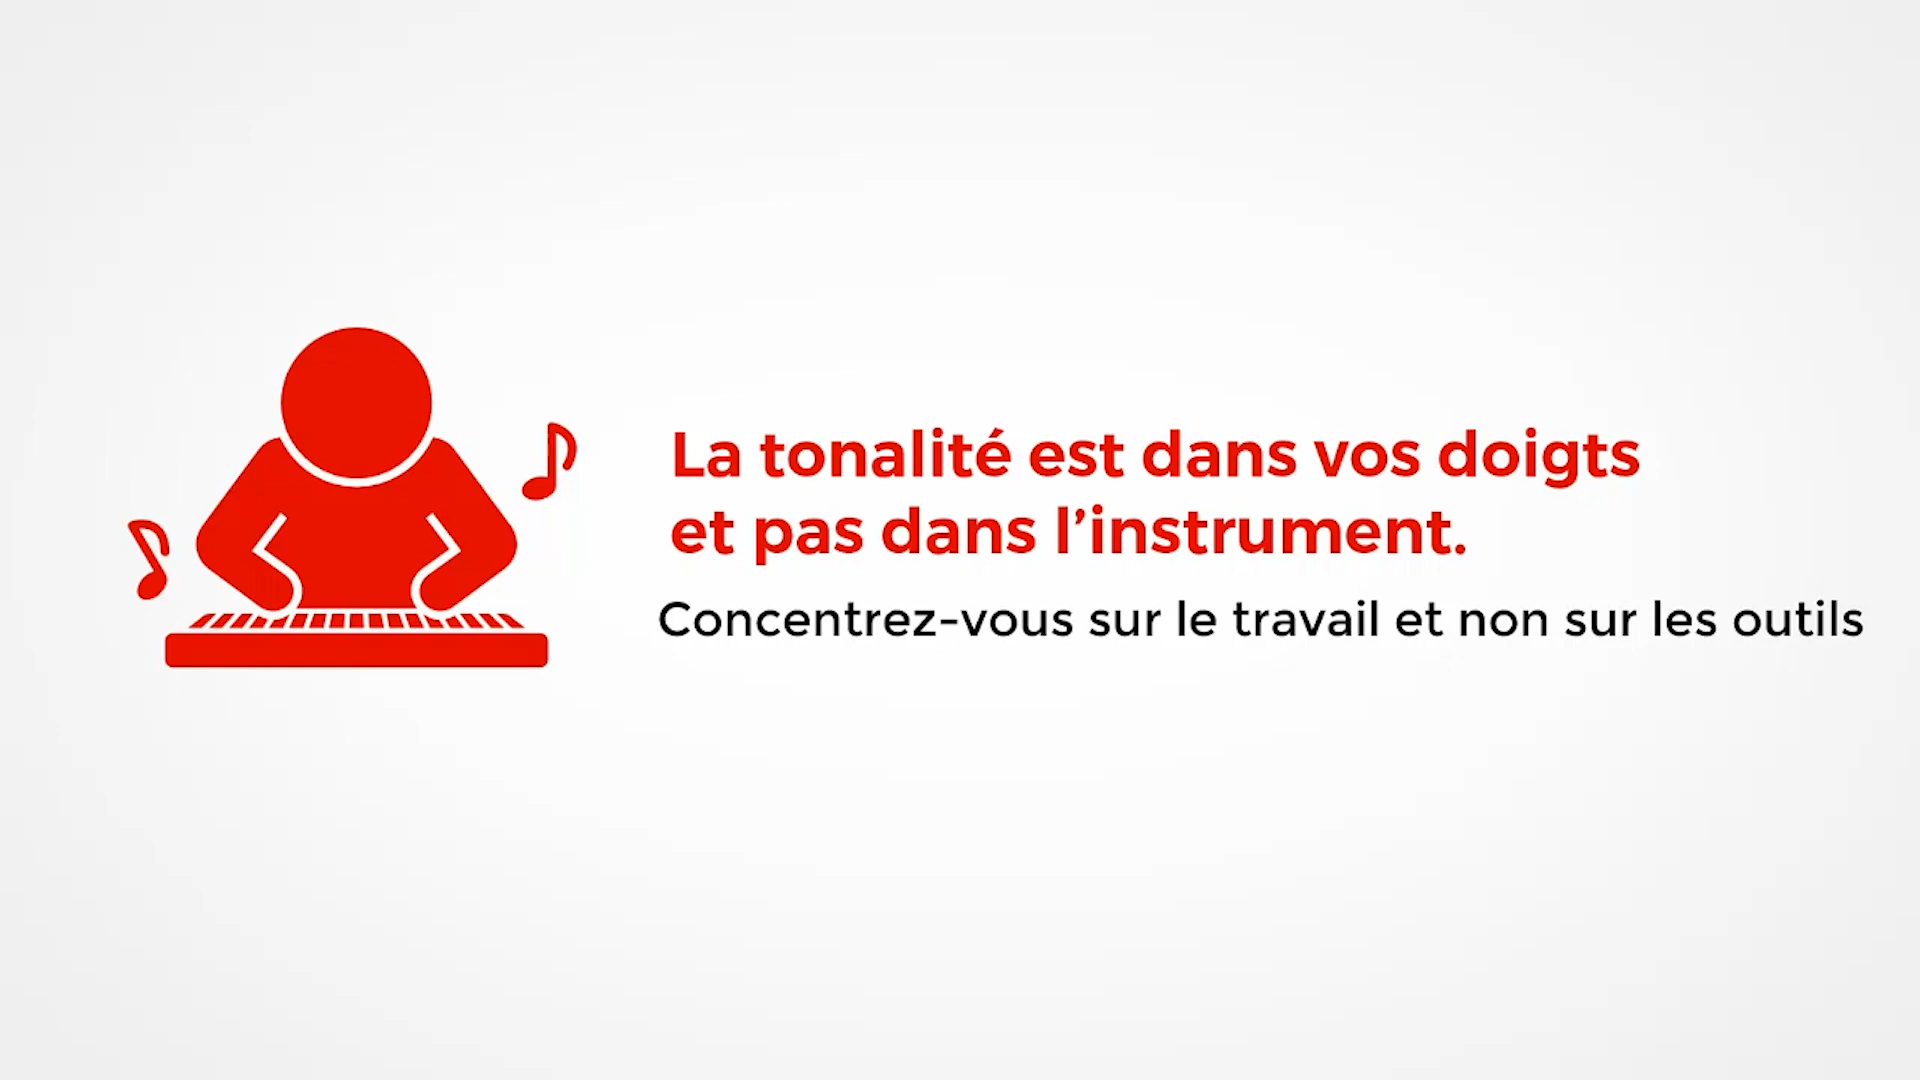 La tonalité est dans vos doigts
et pas dans l’instrument.
Concentrez-vous sur le travail et non sur les outils